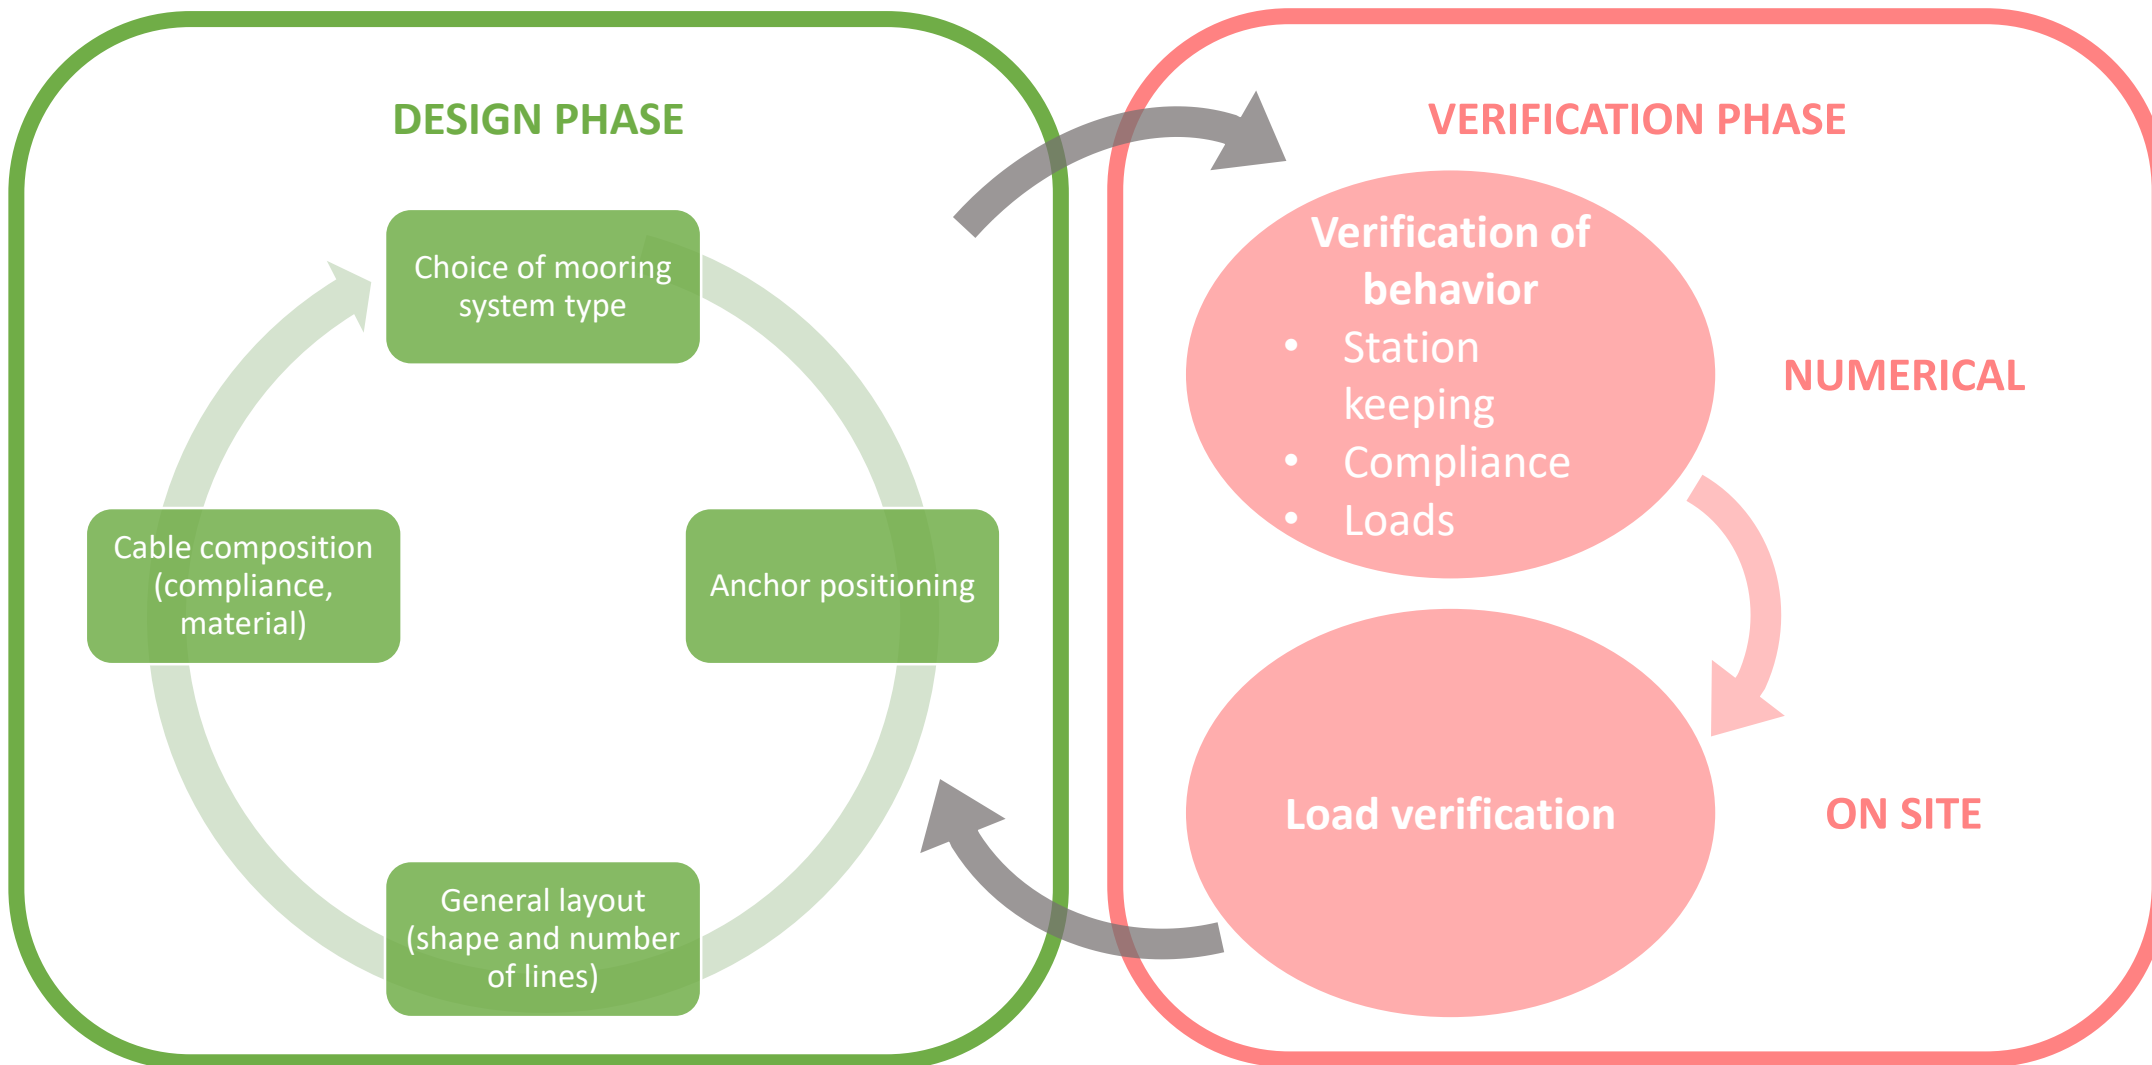 DESIGN PHASE
Choice of mooring
system type
Anchor positioning
General layout
(shape and number
of lines)
Cable composition
(compliance,
material)
VERIFICATION PHASE
Verification of
behavior
• Station
keeping
• Compliance
• Loads
NUMERICAL
Load verification
ON SITE